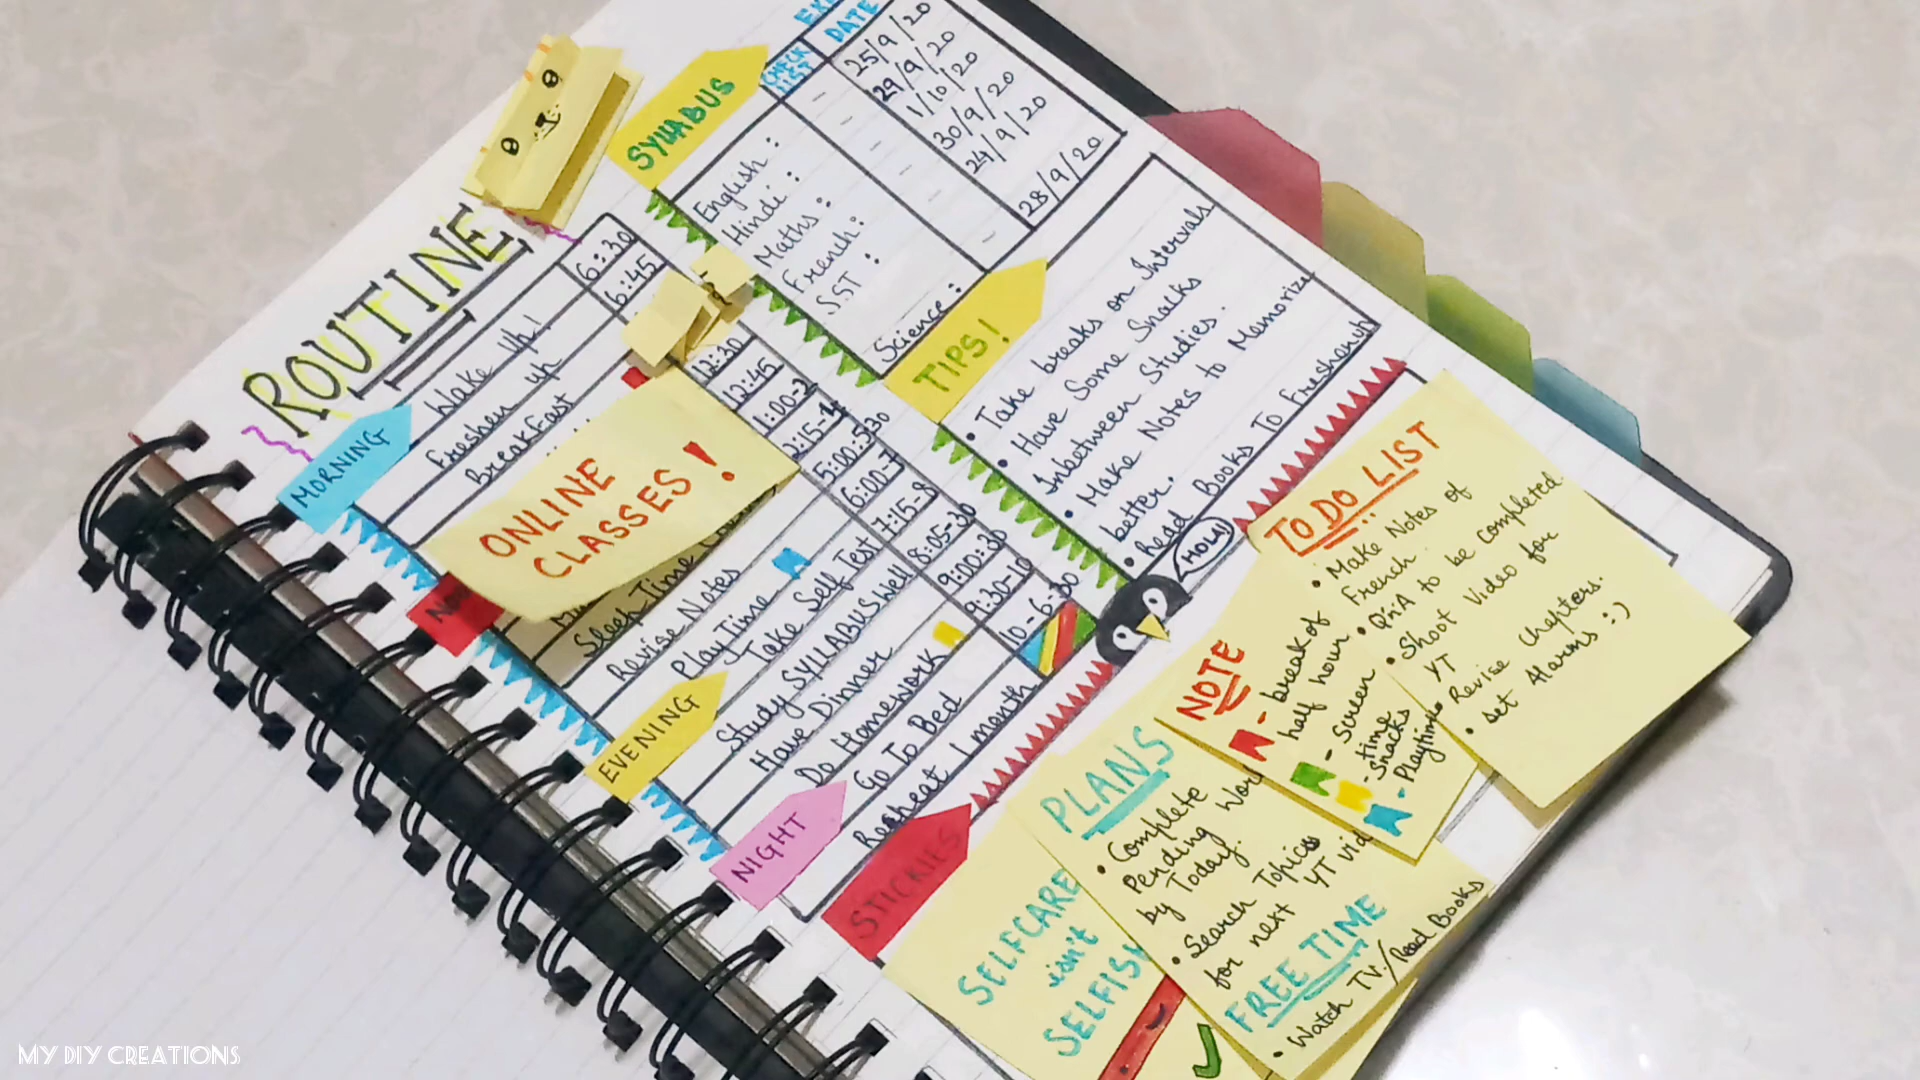 ROUTINE
MORNING
Wake up! 6:30
Freshen up 6:45
BreakFast
ONLINE
CLASSES!
12:30
12:45
1:00-2
2:15-4
Sleep Time 5:00:530
Revise Notes 6:00-7
Play Time 7:15-8
Take Self Test 8:05-30
EVENING
Study SYLLABUS Well 9:00:30
Have Dinner 9:30-10
Do Homework 10-6:30
NIGHT
Go To Bed
Repheat 1 month
SYLLABUS
CHECK
LIST
DATE
English : - 25/9/20
Hindi : - 29/9/20
Maths : - 1/10/20
French : - 30/9/20
S.ST : - 24/9/20
Science : - 28/9/20
TIPS!
• Take breaks on Intervals
• Have Some Snacks
Inbetween Studies.
• Make Notes to Memorize
better.
• Read Books To Freshenup
HOLA!
STICKIES
SELFCARE
isn't
SELFISH
PLANS
• Complete
Pending Work
by Today.
• Search Topics
for next YT vid
FREE TIME
• Watch TV./Read Books
NOTE
- break of
half hour
- Screen
time
- Snacks
- Playtime
TO DO LIST
• Make Notes of
French.
• Q'n'A to be completed.
• Shoot Video for
YT
• Revise Chapters.
• Set Alarms :)
MY DIY CREATIONS